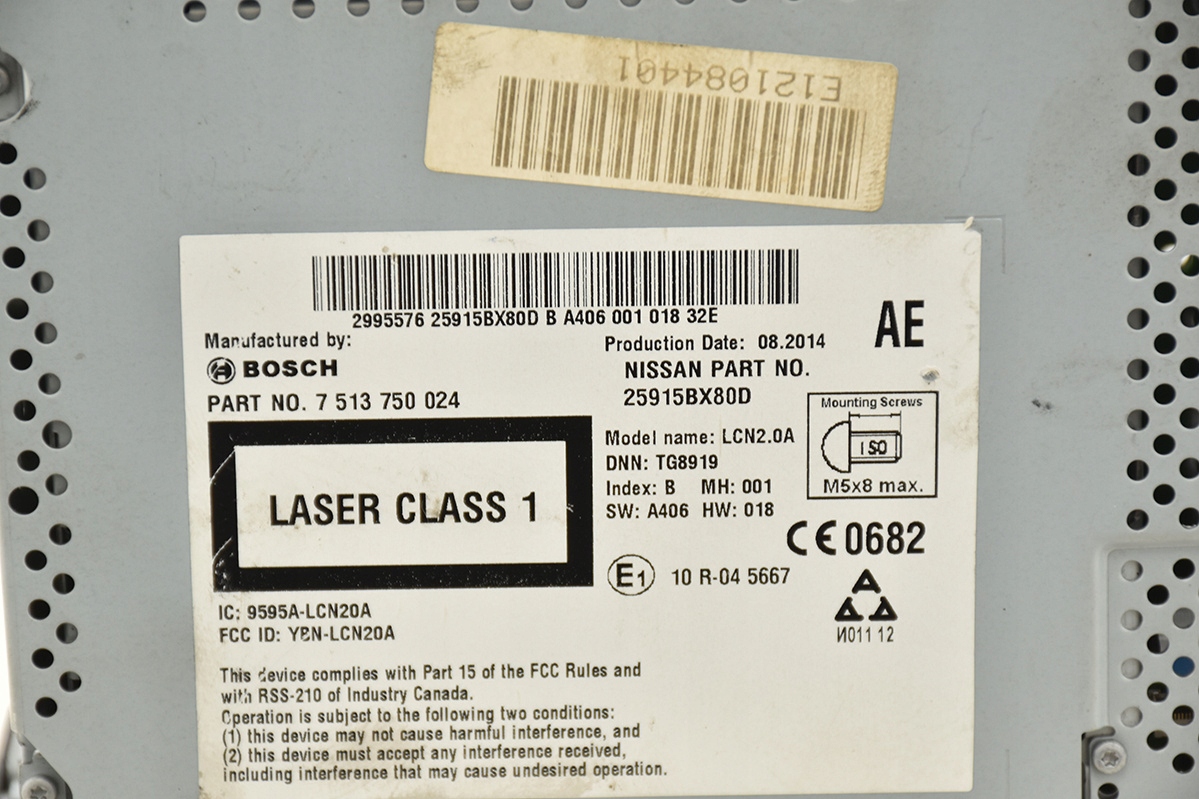 E121084401
2995576 25915BX80D B A406 001 018 32E
Manufactured by:
BOSCH
PART NO. 7 513 750 024
Production Date: 08.2014
AE
NISSAN PART NO.
25915BX80D
LASER CLASS 1
Model name: LCN2.0A
DNN: TG8919
Index: B MH: 001
SW: A406 HW: 018
Mounting Screws
ISO
M5x8 max.
CE0682
E1 10 R-04 5667
A
И011 12
IC: 9595A-LCN20A
FCC ID: YBN-LCN20A
This device complies with Part 15 of the FCC Rules and
with RSS-210 of Industry Canada.
Operation is subject to the following two conditions:
(1) this device may not cause harmful interference, and
(2) this device must accept any interference received,
including interference that may cause undesired operation.